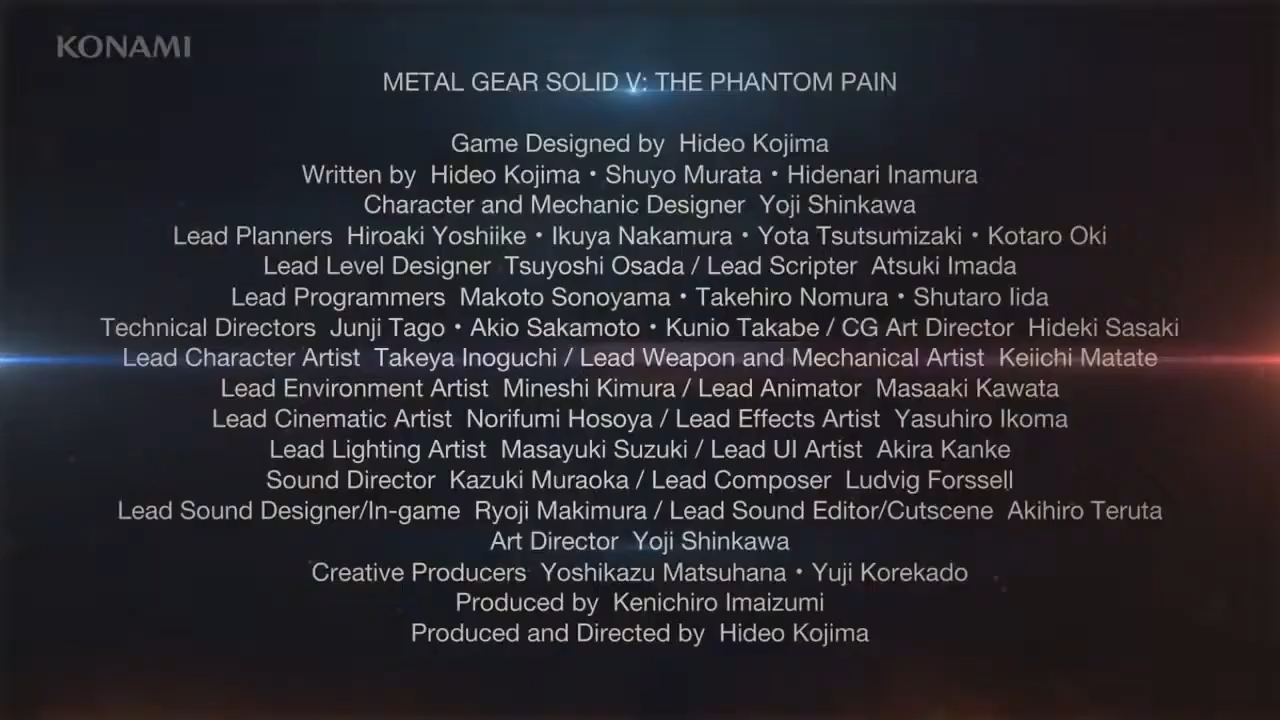 KONAMI
METAL GEAR SOLID V: THE PHANTOM PAIN
Game Designed by Hideo Kojima
Written by Hideo Kojima・Shuyo Murata・Hidenari Inamura
Character and Mechanic Designer Yoji Shinkawa
Lead Planners Hiroaki Yoshiike・Ikuya Nakamura・Yota Tsutsumizaki・Kotaro Oki
Lead Level Designer Tsuyoshi Osada / Lead Scripter Atsuki Imada
Lead Programmers Makoto Sonoyama・Takehiro Nomura・Shutaro Iida
Technical Directors Junji Tago・Akio Sakamoto・Kunio Takabe / CG Art Director Hideki Sasaki
Lead Character Artist Takeya Inoguchi / Lead Weapon and Mechanical Artist Keiichi Matate
Lead Environment Artist Mineshi Kimura / Lead Animator Masaaki Kawata
Lead Cinematic Artist Norifumi Hosoya / Lead Effects Artist Yasuhiro Ikoma
Lead Lighting Artist Masayuki Suzuki / Lead UI Artist Akira Kanke
Sound Director Kazuki Muraoka / Lead Composer Ludvig Forssell
Lead Sound Designer/In-game Ryoji Makimura / Lead Sound Editor/Cutscene Akihiro Teruta
Art Director Yoji Shinkawa
Creative Producers Yoshikazu Matsuhana・Yuji Korekado
Produced by Kenichiro Imaizumi
Produced and Directed by Hideo Kojima